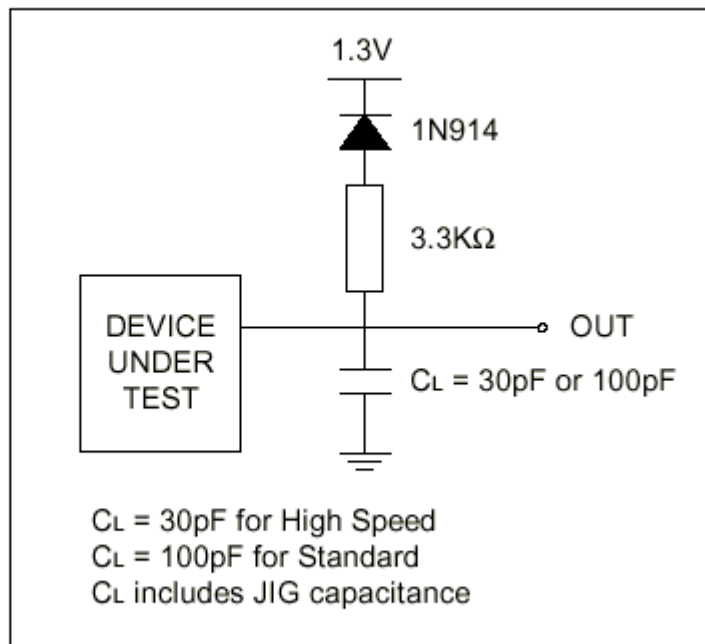 1.3V
1N914
3.3KΩ
DEVICE
UNDER
TEST
OUT
CL = 30pF or 100pF
CL = 30pF for High Speed
CL = 100pF for Standard
CL includes JIG capacitance